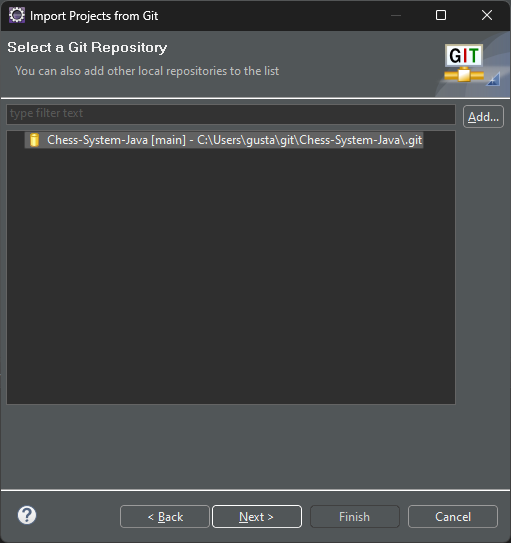 Import Projects from Git
Select a Git Repository
You can also add other local repositories to the list
GIT
type filter text
Add...
Chess-System-Java [main] - C:\Users\gusta\git\Chess-System-Java\.git
?
< Back
Next >
Finish
Cancel